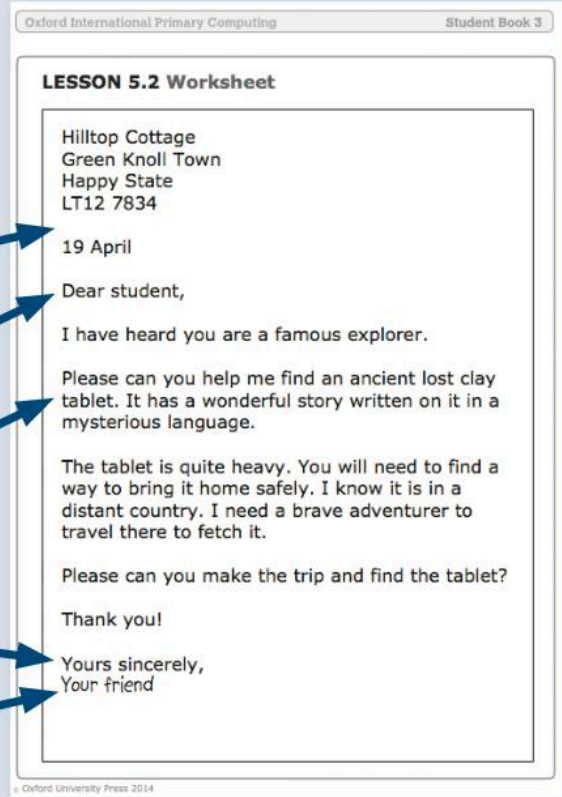 Oxford International Primary Computing
Student Book 3
LESSON 5.2 Worksheet
Hilltop Cottage
Green Knoll Town
Happy State
LT12 7834
19 April
Dear student,
I have heard you are a famous explorer.
Please can you help me find an ancient lost clay
tablet. It has a wonderful story written on it in a
mysterious language.
The tablet is quite heavy. You will need to find a
way to bring it home safely. I know it is in a
distant country. I need a brave adventurer to
travel there to fetch it.
Please can you make the trip and find the tablet?
Thank you!
Yours sincerely,
Your friend
© Oxford University Press 2014